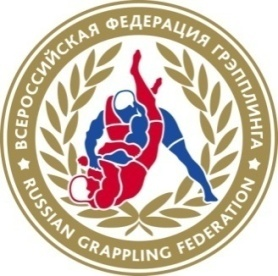 ВСЕРОССИЙСКАЯ ФЕДЕРАЦИЯ ГРЭППЛИНГА
RUSSIAN GRAPPLING FEDERATION